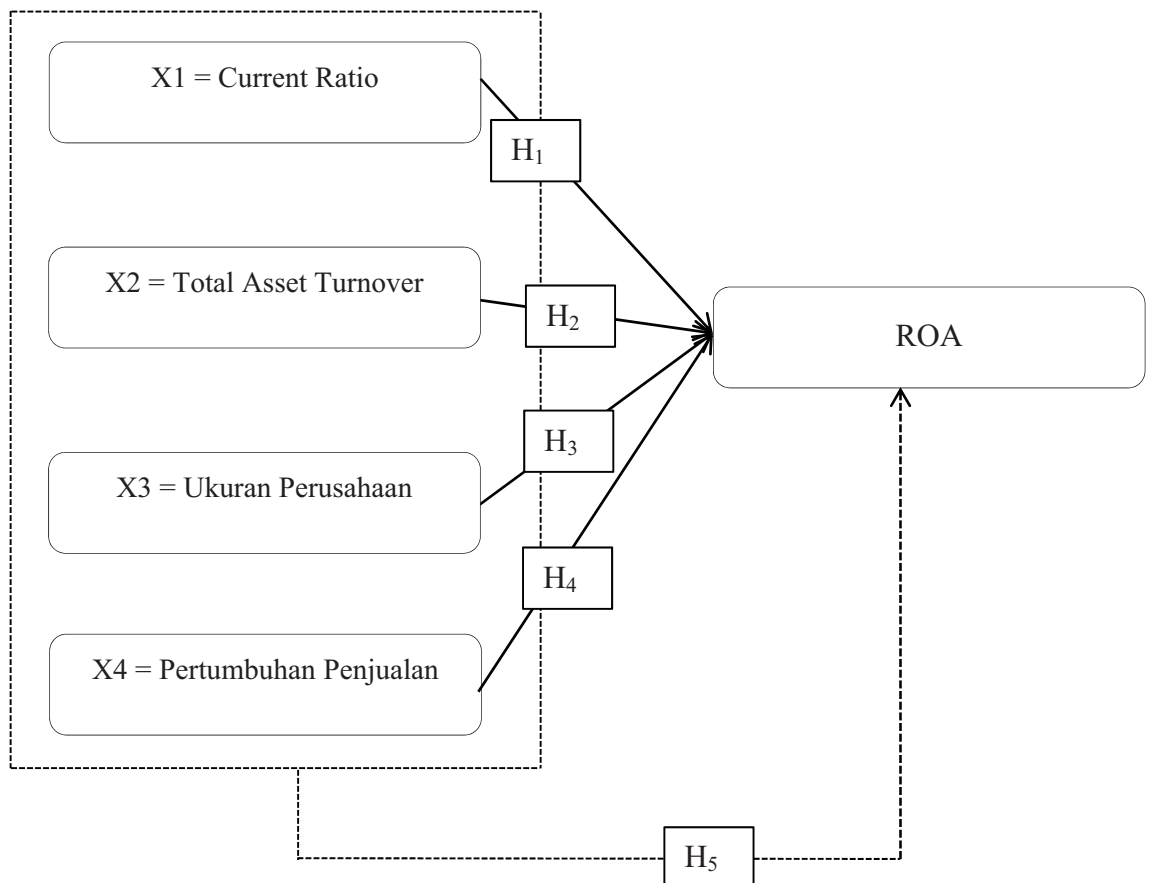 X1 = Current Ratio
H₁
X2 = Total Asset Turnover
H₂
ROA
H₃
X3 = Ukuran Perusahaan
H₄
X4 = Pertumbuhan Penjualan
H₅